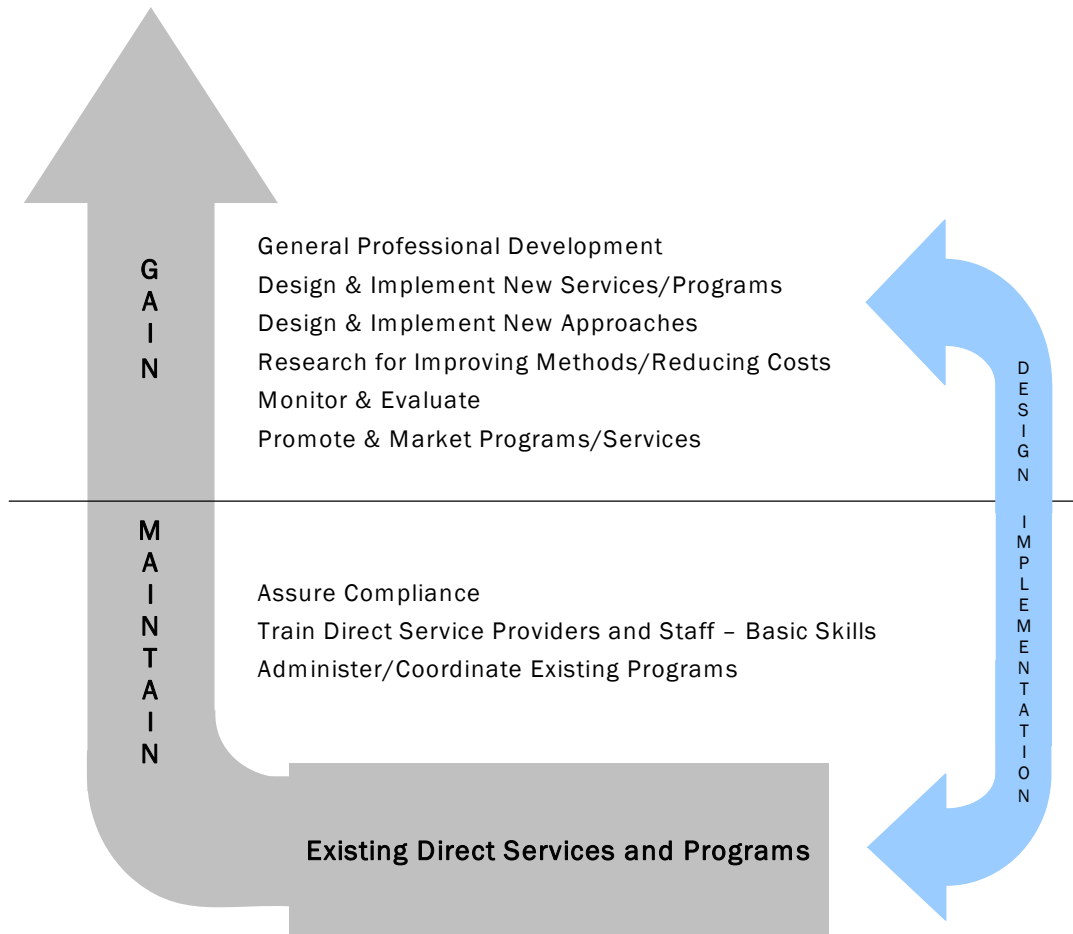 GAIN
General Professional Development
Design & Implement New Services/Programs
Design & Implement New Approaches
Research for Improving Methods/Reducing Costs
Monitor & Evaluate
Promote & Market Programs/Services
DESIGN
MAINTAIN
Assure Compliance
Train Direct Service Providers and Staff – Basic Skills
Administer/Coordinate Existing Programs
IMPLEMENTATION
Existing Direct Services and Programs